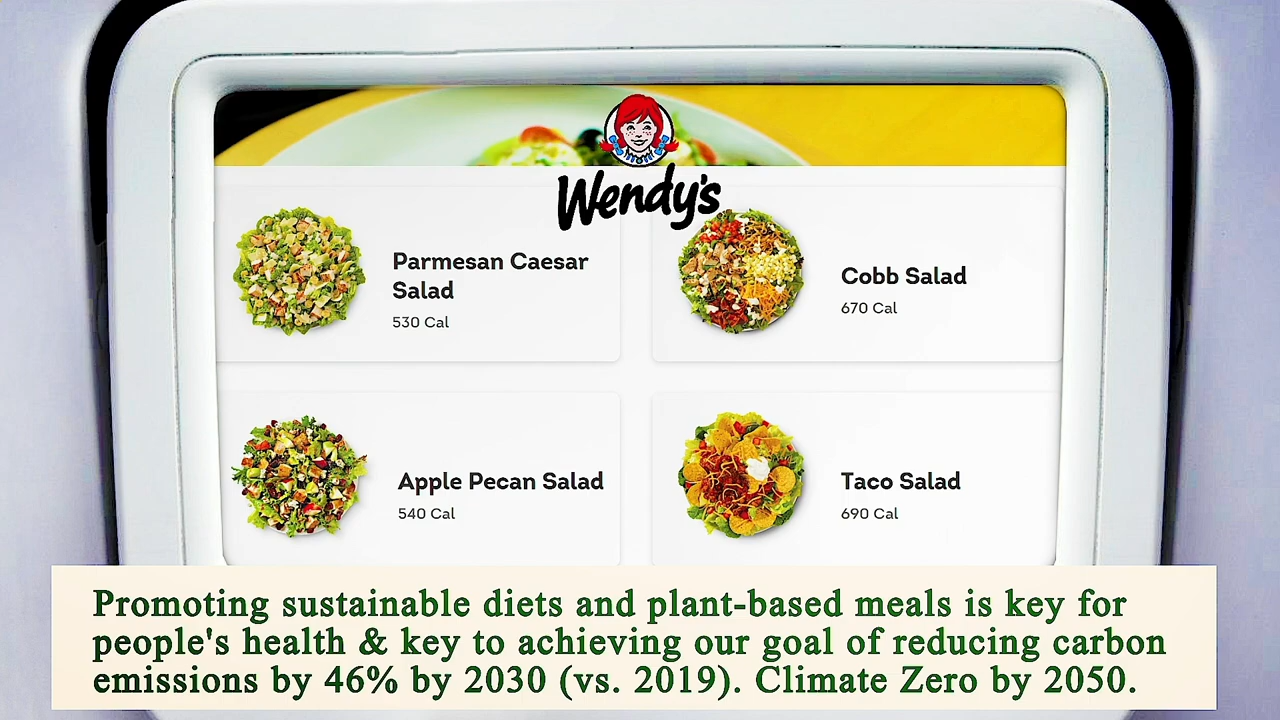 Wendy's
Parmesan Caesar
Salad
530 Cal
Cobb Salad
670 Cal
Apple Pecan Salad
540 Cal
Taco Salad
690 Cal
Promoting sustainable diets and plant-based meals is key for
people's health & key to achieving our goal of reducing carbon
emissions by 46% by 2030 (vs. 2019). Climate Zero by 2050.